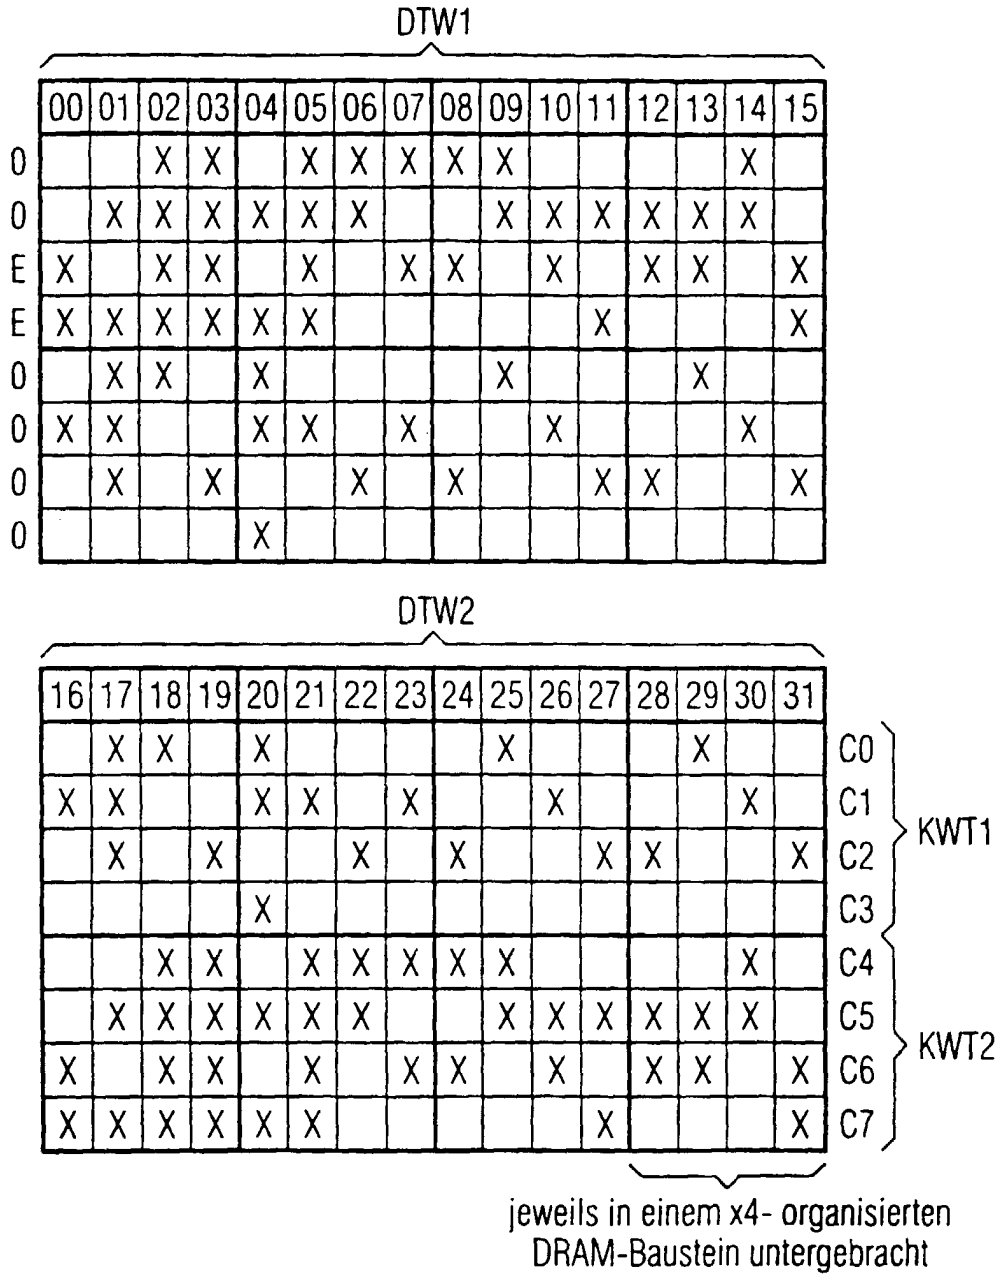 DTW1
00 01 02 03 04 05 06 07 08 09 10 11 12 13 14 15
0 X X X X X X X X
0 X X X X X X X X X X X X
E X X X X X X X X X X
E X X X X X X X X
0 X X X X X
0 X X X X X X X
0 X X X X X X X
0 X
DTW2
16 17 18 19 20 21 22 23 24 25 26 27 28 29 30 31
X X X X X C0
X X X X X X X C1
X X X X X X X C2
X C3
X X X X X X X X C4
X X X X X X X X X X X X C5
X X X X X X X X X X C6
X X X X X X X X C7
KWT1
KWT2
jeweils in einem x4- organisierten
DRAM-Baustein untergebracht